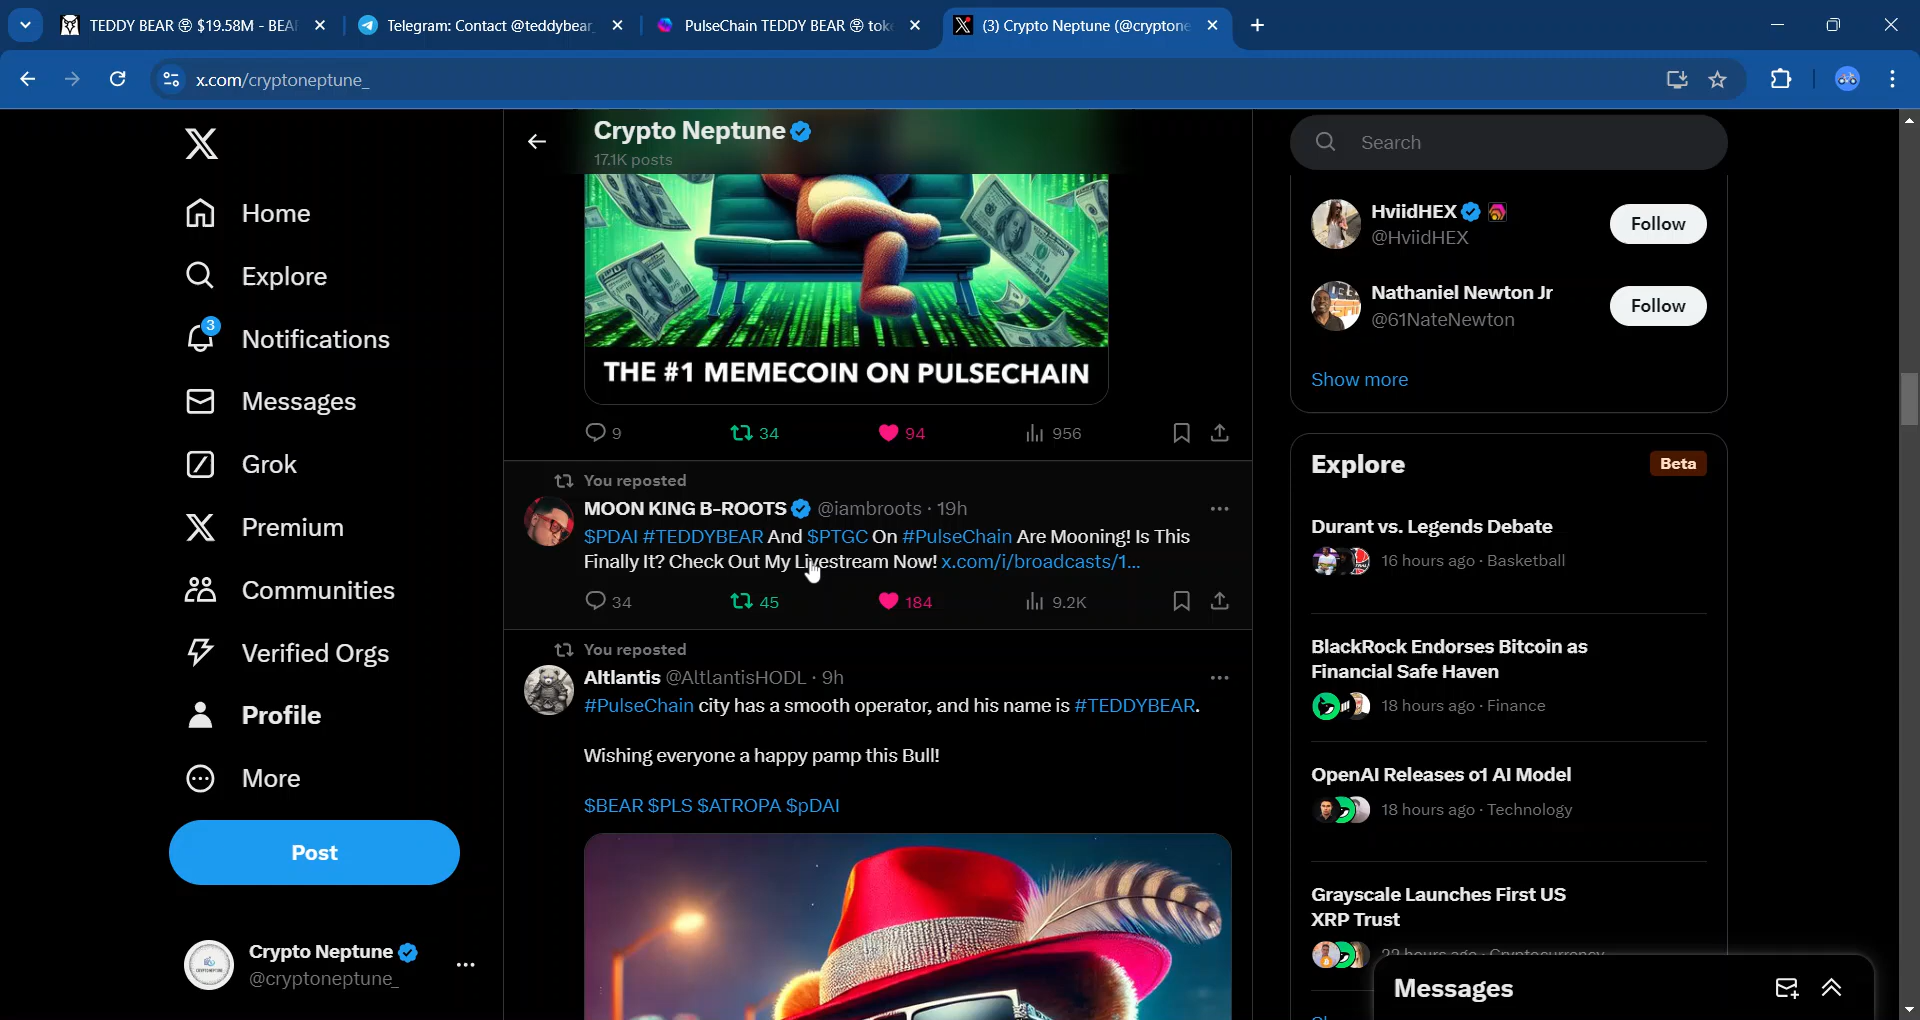 TEDDY BEAR ㉾ $19.58M - BEA
Telegram: Contact @teddybear_
PulseChain TEDDY BEAR ㉾ tok
(3) Crypto Neptune (@cryptone
x.com/cryptoneptune_
Home
Explore
3
Notifications
Messages
Grok
Premium
Communities
Verified Orgs
Profile
More
Post
Crypto Neptune
@cryptoneptune_
Crypto Neptune
17.1K posts
THE #1 MEMECOIN ON PULSECHAIN
9 34 94 956
You reposted
MOON KING B-ROOTS @iambroots · 19h
$PDAI #TEDDYBEAR And $PTGC On #PulseChain Are Mooning! Is This
Finally It? Check Out My Livestream Now! x.com/i/broadcasts/1...
34 45 184 9.2K
You reposted
Altlantis @AltlantisHODL · 9h
#PulseChain city has a smooth operator, and his name is #TEDDYBEAR.
Wishing everyone a happy pamp this Bull!
$BEAR $PLS $ATROPA $pDAI
Search
HviidHEX
@HviidHEX
Follow
Nathaniel Newton Jr
@61NateNewton
Follow
Show more
Explore
Beta
Durant vs. Legends Debate
16 hours ago · Basketball
BlackRock Endorses Bitcoin as
Financial Safe Haven
18 hours ago · Finance
OpenAI Releases o1 AI Model
18 hours ago · Technology
Grayscale Launches First US
XRP Trust
22 hours ago · Cryptocurrency
Messages